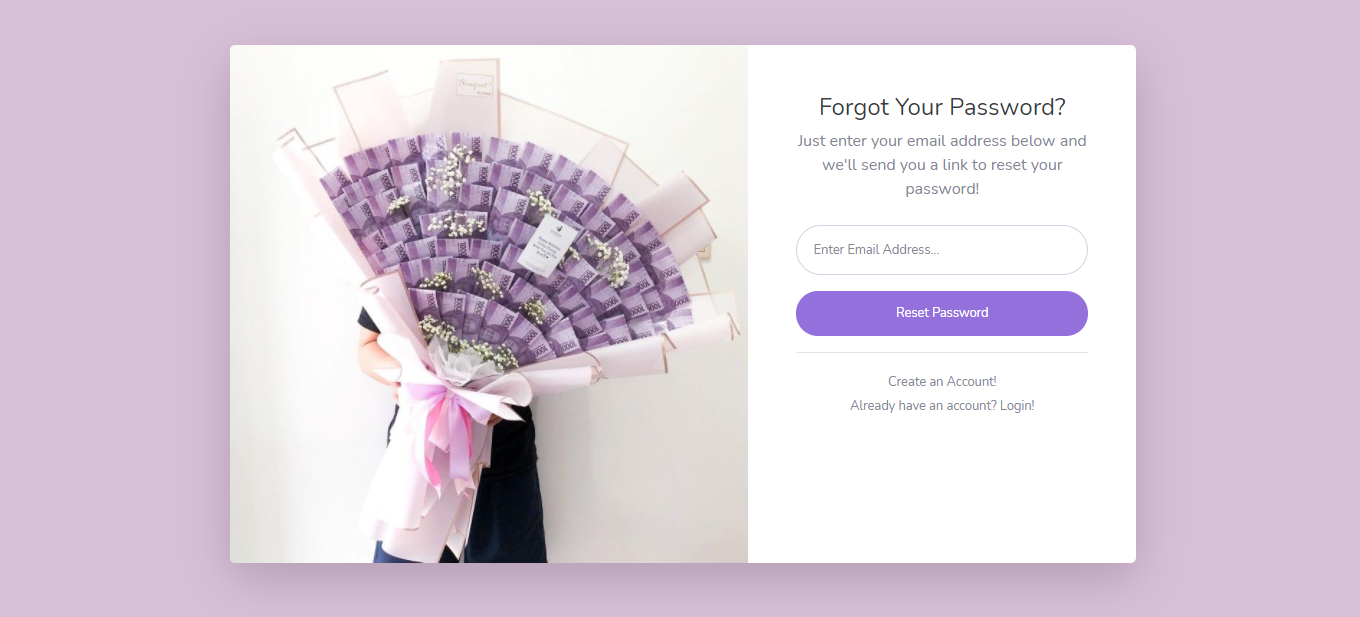 Forgot Your Password?
Just enter your email address below and
we'll send you a link to reset your
password!
Enter Email Address...
Reset Password
Create an Account!
Already have an account? Login!